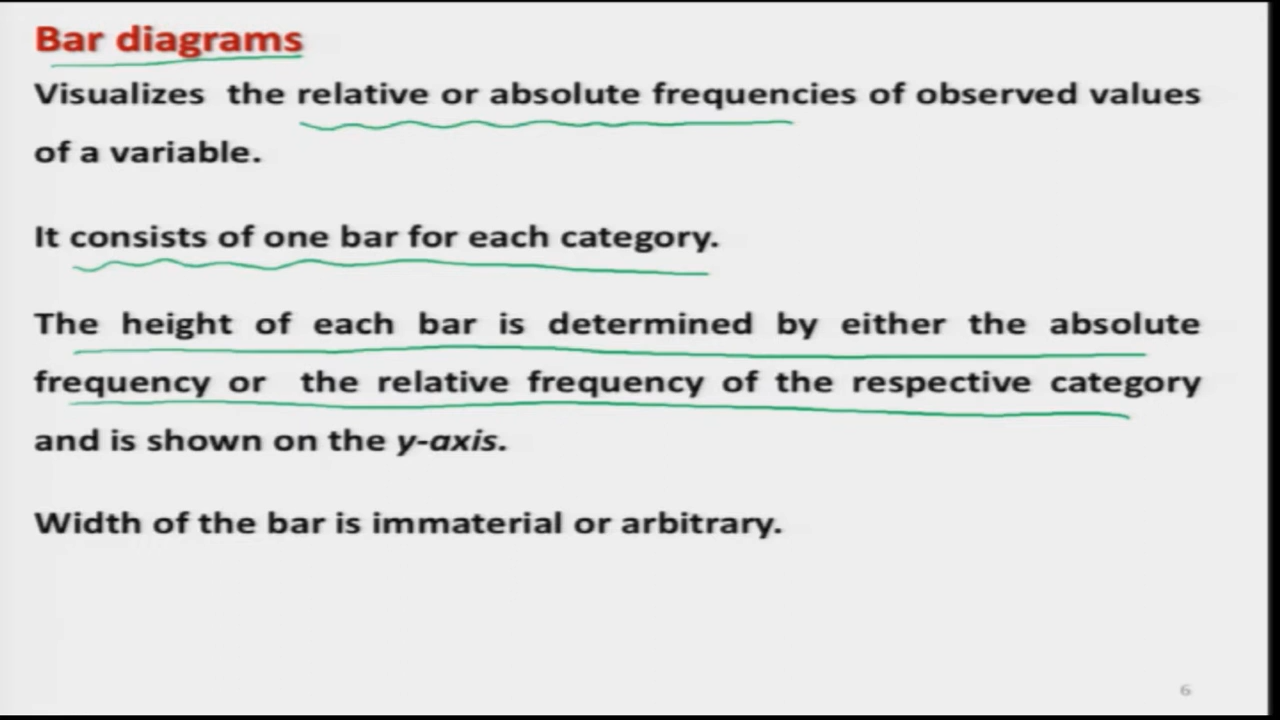 Bar diagrams
Visualizes the relative or absolute frequencies of observed values
of a variable.
It consists of one bar for each category.
The height of each bar is determined by either the absolute
frequency or the relative frequency of the respective category
and is shown on the y-axis.
Width of the bar is immaterial or arbitrary.
6